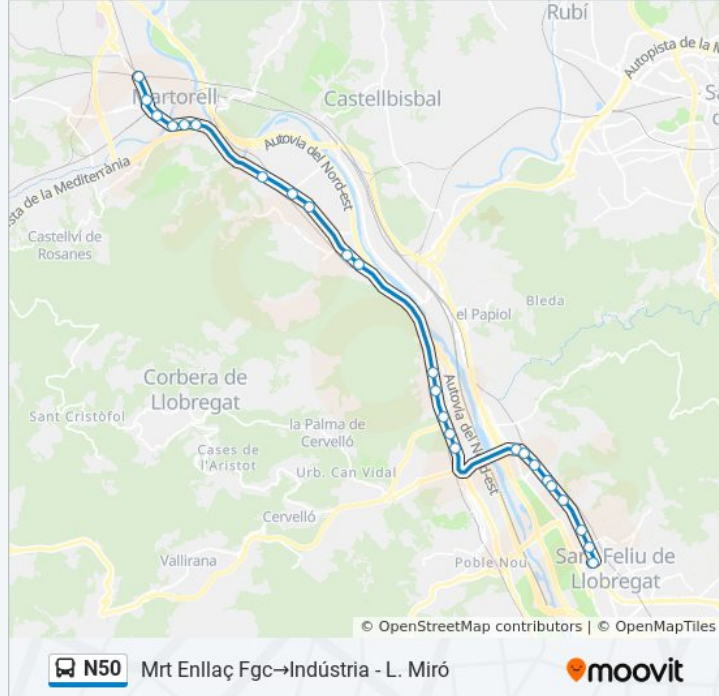 Rubí
Autopista de la M
Sa
d
Martorell
Castellbisbal
Autovia del Nord-est
sta de la Mediterrània
Castellví de
Rosanes
Bleda
el Papiol
Corbera de
Llobregat
Sant Cristòfol
la Palma de
Cervelló
Autovia del Nord-est
Cases de
l'Aristot
Urb. Can Vidal
Cervelló
Vallirana
Poble Nou
Sant Feliu de
Llobregat
© OpenStreetMap contributors | © OpenMapTiles
N50 Mrt Enllaç Fgc→Indústria - L. Miró
moovit